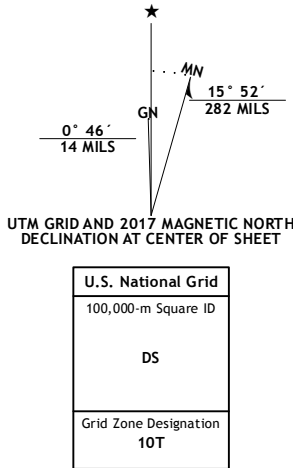 ★
MN
GN
15° 52´
282 MILS
0° 46´
14 MILS
UTM GRID AND 2017 MAGNETIC NORTH
DECLINATION AT CENTER OF SHEET
U.S. National Grid
100,000-m Square ID
DS
Grid Zone Designation
10T